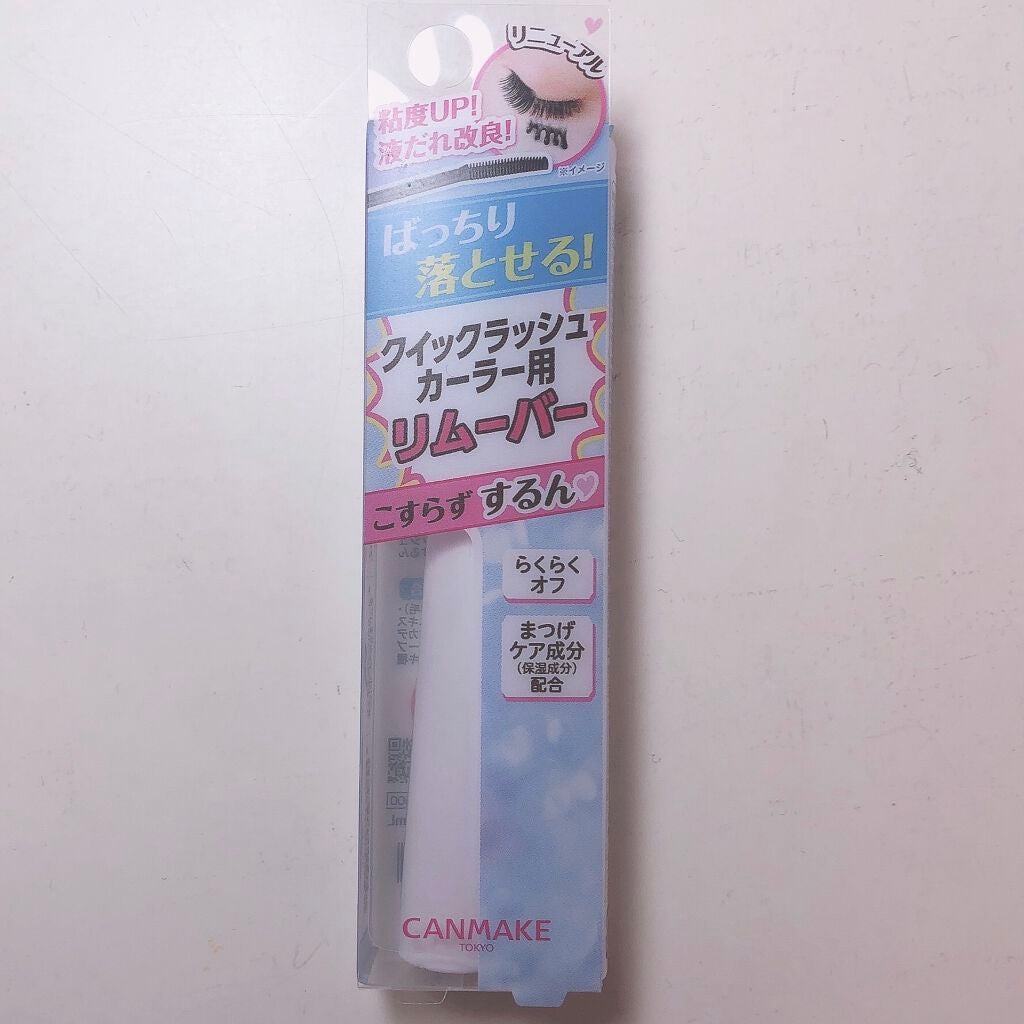 リニューアル
粘度UP!
液だれ改良!
※イメージ
ばっちり
落とせる!
クイックラッシュ
カーラー用
リムーバー
こすらず するん♡
らくらく
オフ
まつげ
ケア成分
(保湿成分)
配合
CANMAKE
TOKYO